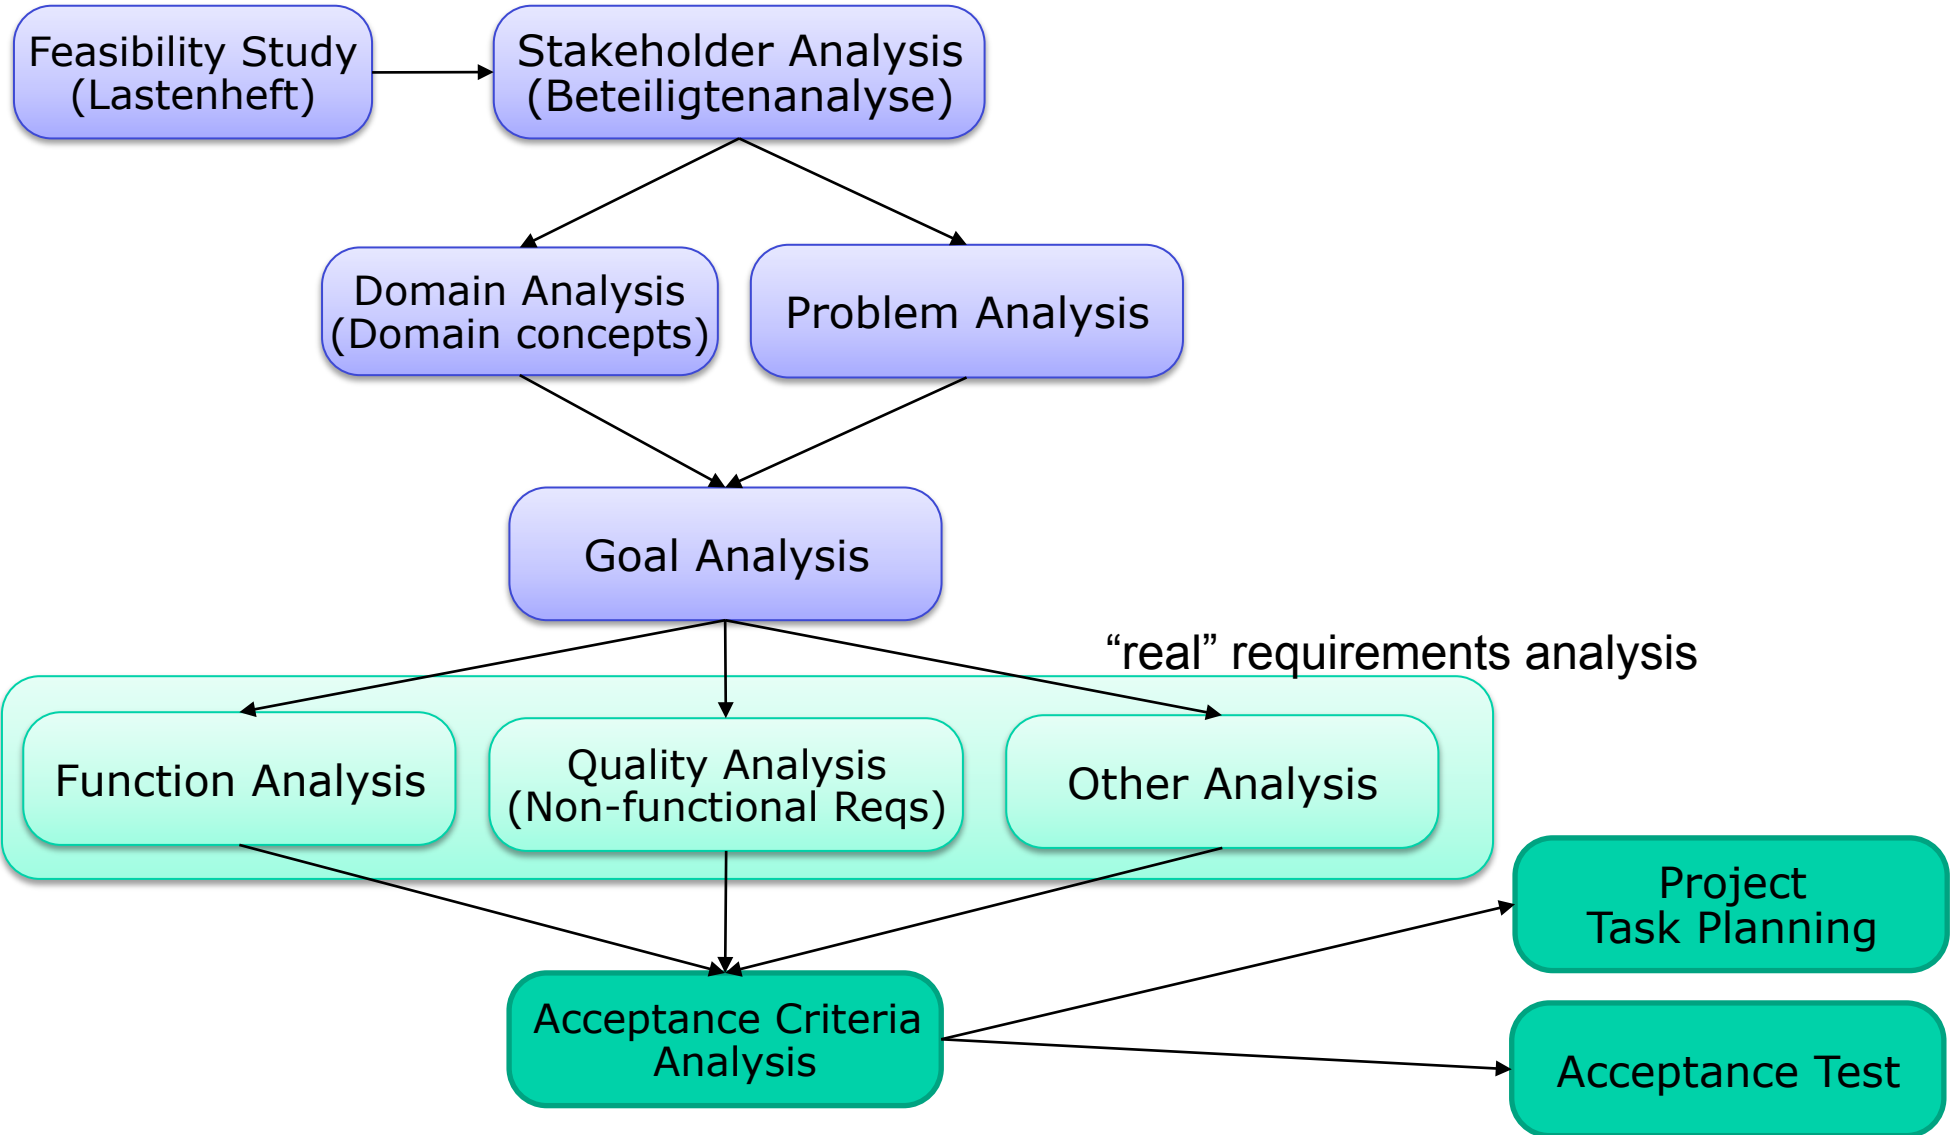 Feasibility Study
(Lastenheft)
Stakeholder Analysis
(Beteiligtenanalyse)
Domain Analysis
(Domain concepts)
Problem Analysis
Goal Analysis
“real” requirements analysis
Function Analysis
Quality Analysis
(Non-functional Reqs)
Other Analysis
Project
Task Planning
Acceptance Criteria
Analysis
Acceptance Test